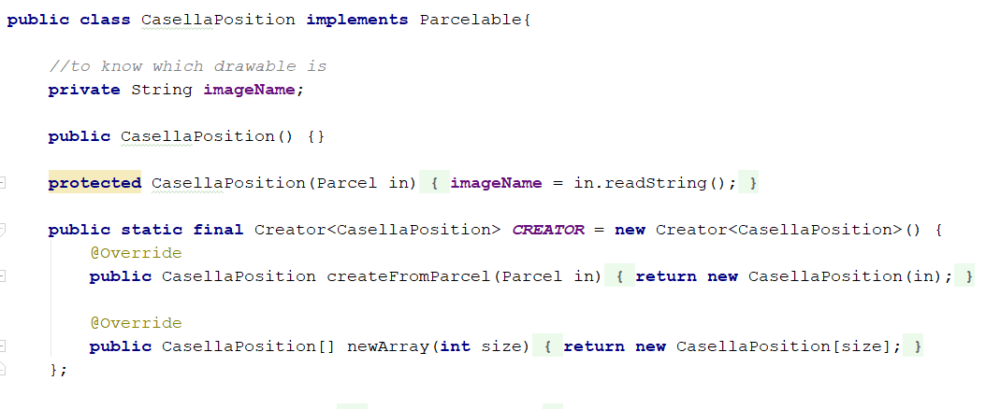 public class CasellaPosition implements Parcelable{
//to know which drawable is
private String imageName;
public CasellaPosition() {}
protected CasellaPosition(Parcel in) { imageName = in.readString(); }
public static final Creator<CasellaPosition> CREATOR = new Creator<CasellaPosition>() {
@Override
public CasellaPosition createFromParcel(Parcel in) { return new CasellaPosition(in); }
@Override
public CasellaPosition[] newArray(int size) { return new CasellaPosition[size]; }
};